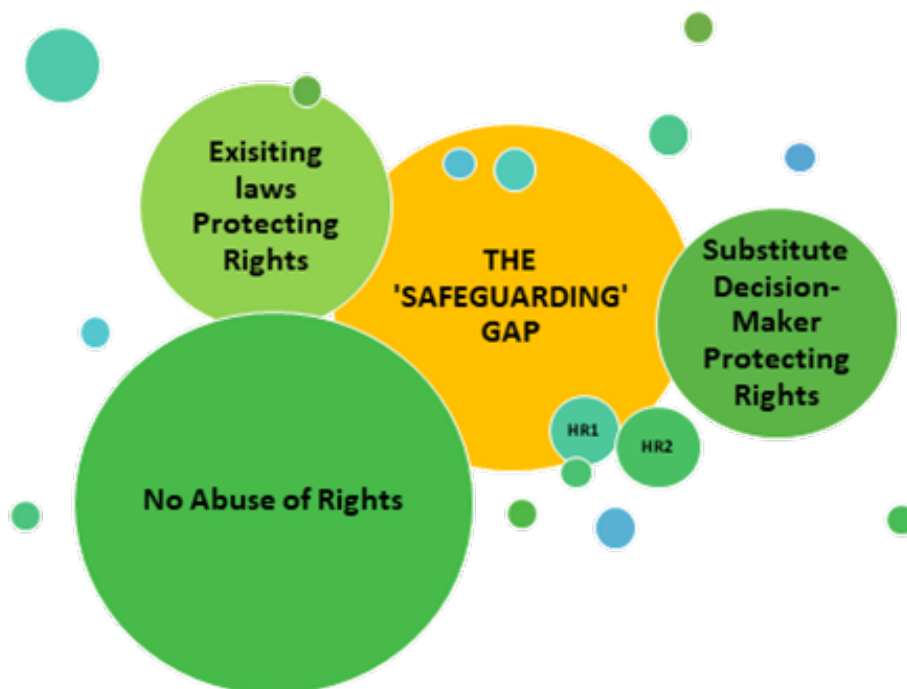 Exisiting
laws
Protecting
Rights
THE
'SAFEGUARDING'
GAP
Substitute
Decision-
Maker
Protecting
Rights
HR1
HR2
No Abuse of Rights